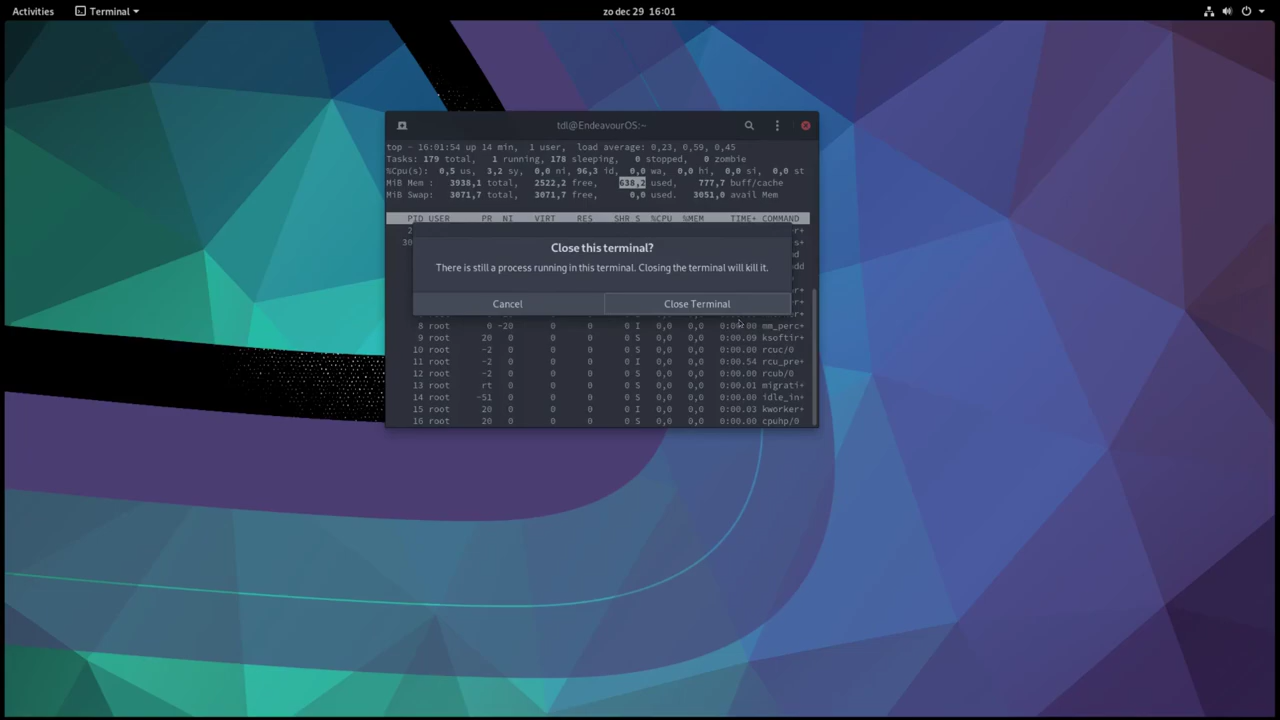 Activities Terminal zo dec 29 16:01
tdl@EndeavourOS:~
top - 16:01:54 up 14 min, 1 user, load average: 0,23, 0,59, 0,45
Tasks: 179 total, 1 running, 178 sleeping, 0 stopped, 0 zombie
%Cpu(s): 0,5 us, 3,2 sy, 0,0 ni, 96,3 id, 0,0 wa, 0,0 hi, 0,0 si, 0,0 st
MiB Mem : 3938,1 total, 2522,2 free, 638,2 used, 777,7 buff/cache
MiB Swap: 3071,7 total, 3071,7 free, 0,0 used. 3051,0 avail Mem
PID USER PR NI VIRT RES SHR S %CPU %MEM TIME+ COMMAND
Close this terminal?
There is still a process running in this terminal. Closing the terminal will kill it.
Cancel Close Terminal
8 root 0 -20 0 I 0,0 0,0 0:00.00 mm_perc+
9 root 20 0 0 0 0 S 0,0 0,0 0:00.09 ksoftir+
10 root -2 0 0 0 0 S 0,0 0,0 0:00.00 rcuc/0
11 root -2 0 0 0 0 I 0,0 0,0 0:00.54 rcu_pre+
12 root -2 0 0 0 0 S 0,0 0,0 0:00.00 rcub/0
13 root rt 0 0 0 0 S 0,0 0,0 0:00.01 migrati+
14 root -51 0 0 0 0 S 0,0 0,0 0:00.00 idle_in+
15 root 20 0 0 0 0 I 0,0 0,0 0:00.03 kworker+
16 root 20 0 0 0 0 S 0,0 0,0 0:00.00 cpuhp/0